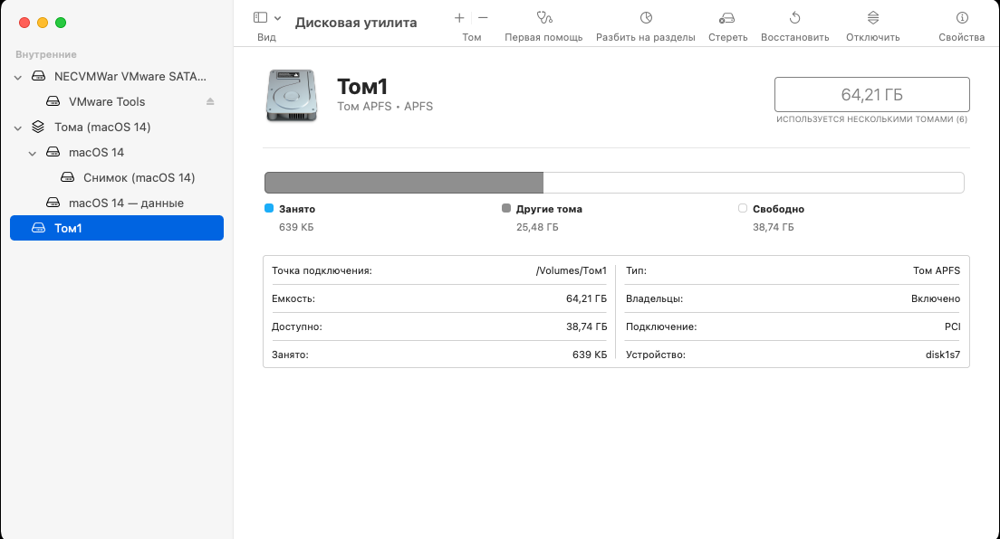 Вид
Дисковая утилита
Том
Первая помощь
Разбить на разделы
Стереть
Восстановить
Отключить
Свойства
Внутренние
NECVMWar VMware SATA...
VMware Tools
Тома (macOS 14)
macOS 14
Снимок (macOS 14)
macOS 14 — данные
Том1
Том1
Том APFS • APFS
64,21 ГБ
ИСПОЛЬЗУЕТСЯ НЕСКОЛЬКИМИ ТОМАМИ (6)
Занято
639 КБ
Другие тома
25,48 ГБ
Свободно
38,74 ГБ
Точка подключения: /Volumes/Том1
Емкость: 64,21 ГБ
Доступно: 38,74 ГБ
Занято: 639 КБ
Тип: Том APFS
Владельцы: Включено
Подключение: PCI
Устройство: disk1s7